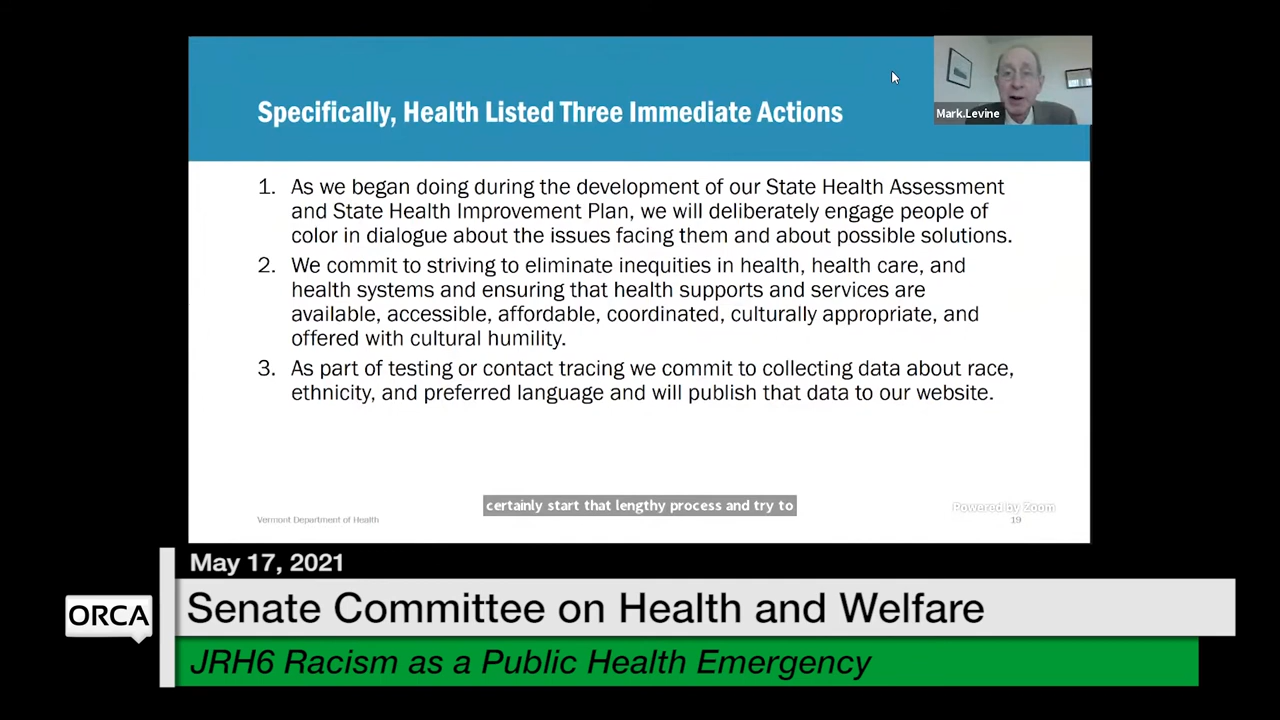 Specifically, Health Listed Three Immediate Actions
Mark.Levine
1. As we began doing during the development of our State Health Assessment
and State Health Improvement Plan, we will deliberately engage people of
color in dialogue about the issues facing them and about possible solutions.
2. We commit to striving to eliminate inequities in health, health care, and
health systems and ensuring that health supports and services are
available, accessible, affordable, coordinated, culturally appropriate, and
offered with cultural humility.
3. As part of testing or contact tracing we commit to collecting data about race,
ethnicity, and preferred language and will publish that data to our website.
certainly start that lengthy process and try to
Powered by Zoom
Vermont Department of Health
19
May 17, 2021
ORCA
Senate Committee on Health and Welfare
JRH6 Racism as a Public Health Emergency